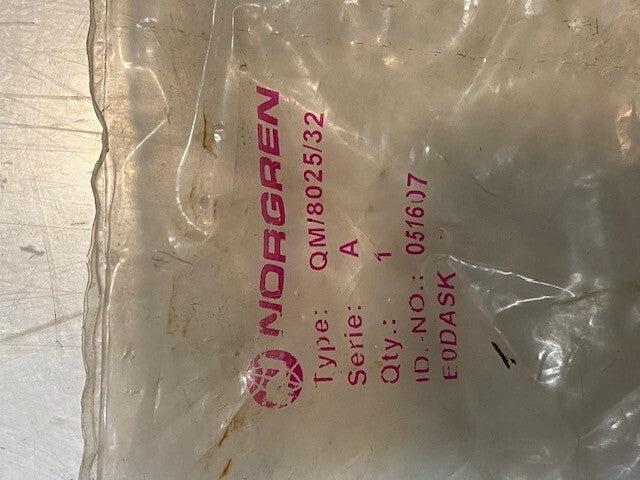 NORGREN
Type: QM/8025/32
Serie: A
Qty.: 1
ID.-NO.: 051607
E0DASK